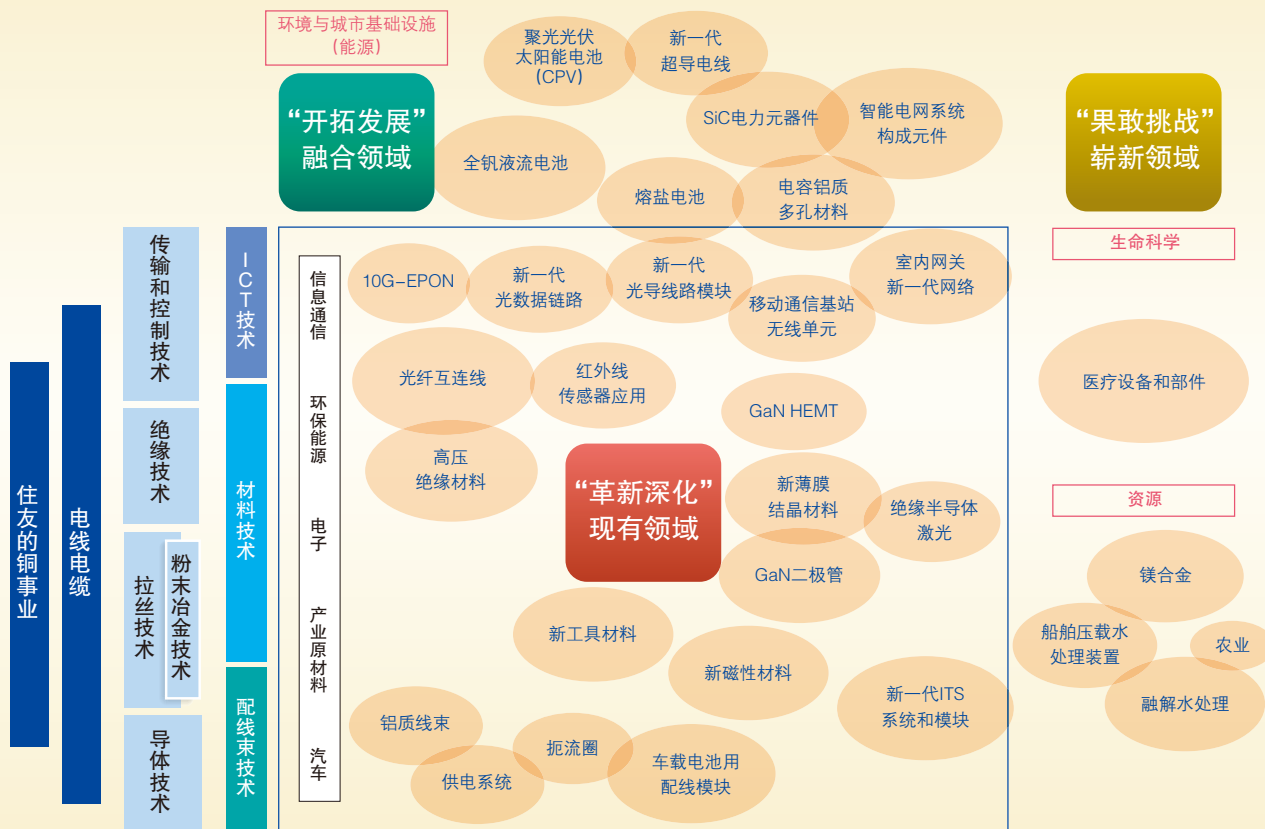 环境与城市基础设施
(能源)
“开拓发展”
融合领域
聚光光伏
太阳能电池
(CPV)
新一代
超导电线
SiC电力元器件
智能电网系统
构成元件
全钒液流电池
熔盐电池
电容铝质
多孔材料
“果敢挑战”
崭新领域
住友的铜事业
电线电缆
传输和控制技术
绝缘技术
拉丝技术
粉末冶金技术
导体技术
ICT技术
材料技术
配线束技术
信息通信
环保能源
电子
产业原材料
汽车
10G-EPON
新一代
光数据链路
新一代
光导线路模块
移动通信基站
无线单元
室内网关
新一代网络
光纤互连线
红外线
传感器应用
GaN HEMT
高压
绝缘材料
“革新深化”
现有领域
新薄膜
结晶材料
绝缘半导体
激光
GaN二极管
新工具材料
新磁性材料
新一代ITS
系统和模块
铝质线束
供电系统
扼流圈
车载电池用
配线模块
生命科学
医疗设备和部件
资源
镁合金
船舶压载水
处理装置
农业
融解水处理